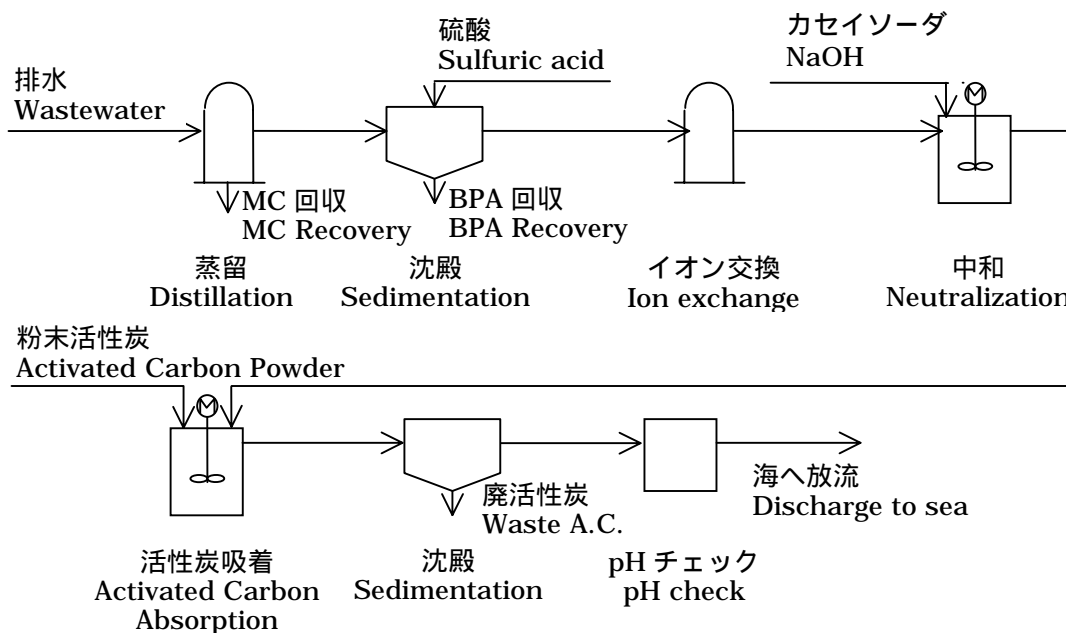 硫酸
Sulfuric acid
カセイソーダ
NaOH
排水
Wastewater
M
MC 回収
MC Recovery
BPA 回収
BPA Recovery
蒸留
Distillation
沈殿
Sedimentation
イオン交換
Ion exchange
中和
Neutralization
粉末活性炭
Activated Carbon Powder
M
廃活性炭
Waste A.C.
海へ放流
Discharge to sea
活性炭吸着
Activated Carbon
Absorption
沈殿
Sedimentation
pH チェック
pH check